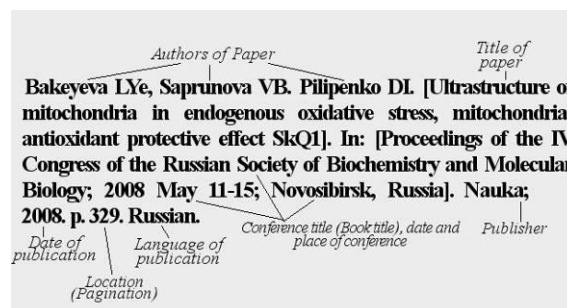 Authors of Paper
Title of
paper
Bakeyeva LYe, Saprunova VB. Pilipenko DI. [Ultrastructure of
mitochondria in endogenous oxidative stress, mitochondria
antioxidant protective effect SkQ1]. In: [Proceedings of the IV
Congress of the Russian Society of Biochemistry and Molecular
Biology; 2008 May 11-15; Novosibirsk, Russia]. Nauka;
2008. p. 329. Russian.
Date of
publication
Language of
publication
Conference title (Book title), date and
place of conference
Publisher
Location
(Pagination)